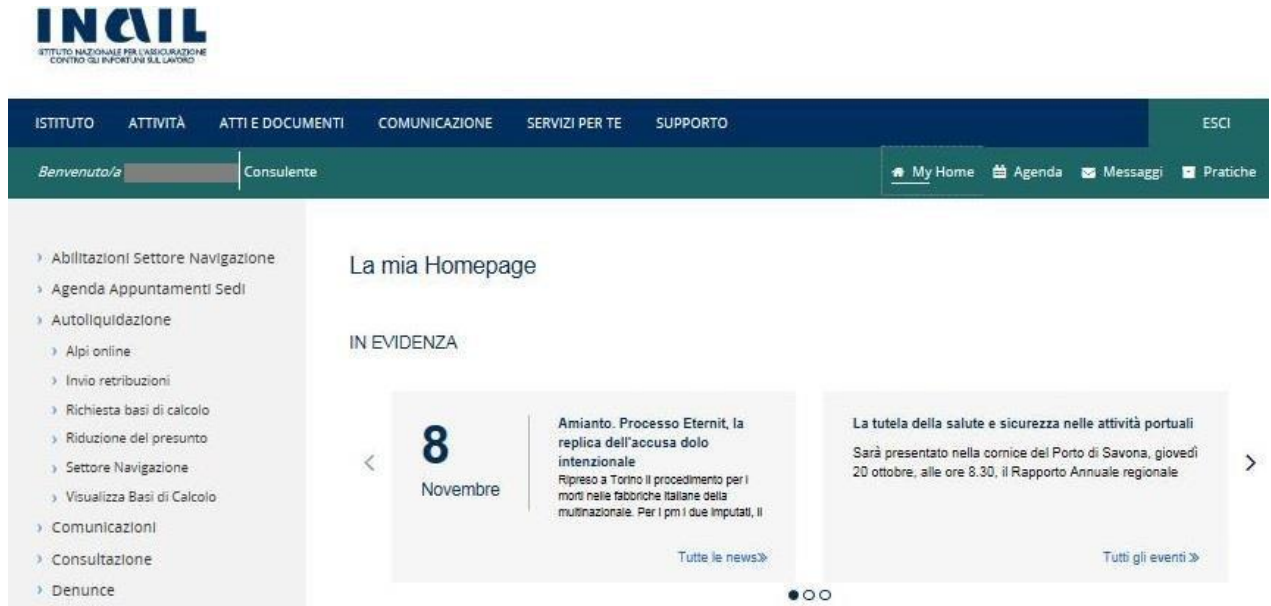 INAIL
ISTITUTO NAZIONALE PER L'ASSICURAZIONE
CONTRO GLI INFORTUNI SUL LAVORO
ISTITUTO ATTIVITÀ ATTI E DOCUMENTI COMUNICAZIONE SERVIZI PER TE SUPPORTO ESCI
Benvenuto/a Consulente My Home Agenda Messaggi Pratiche
Abilitazioni Settore Navigazione
Agenda Appuntamenti Sedi
Autoliquidazione
Alpi online
Invio retribuzioni
Richiesta basi di calcolo
Riduzione del presunto
Settore Navigazione
Visualizza Basi di Calcolo
Comunicazioni
Consultazione
Denunce
La mia Homepage
IN EVIDENZA
8
Novembre
Amianto. Processo Eternit, la
replica dell'accusa dolo
intenzionale
Ripreso a Torino il procedimento per i
morti nelle fabbriche italiane della
multinazionale. Per i pm i due imputati, il
Tutte le news»
La tutela della salute e sicurezza nelle attività portuali
Sarà presentato nella cornice del Porto di Savona, giovedì
20 ottobre, alle ore 8.30, il Rapporto Annuale regionale
Tutti gli eventi »